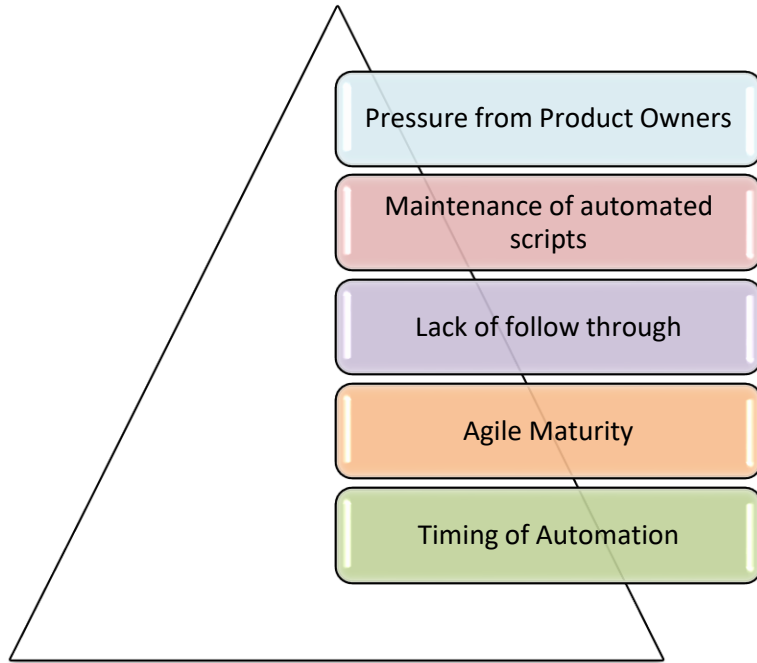 Pressure from Product Owners
Maintenance of automated
scripts
Lack of follow through
Agile Maturity
Timing of Automation